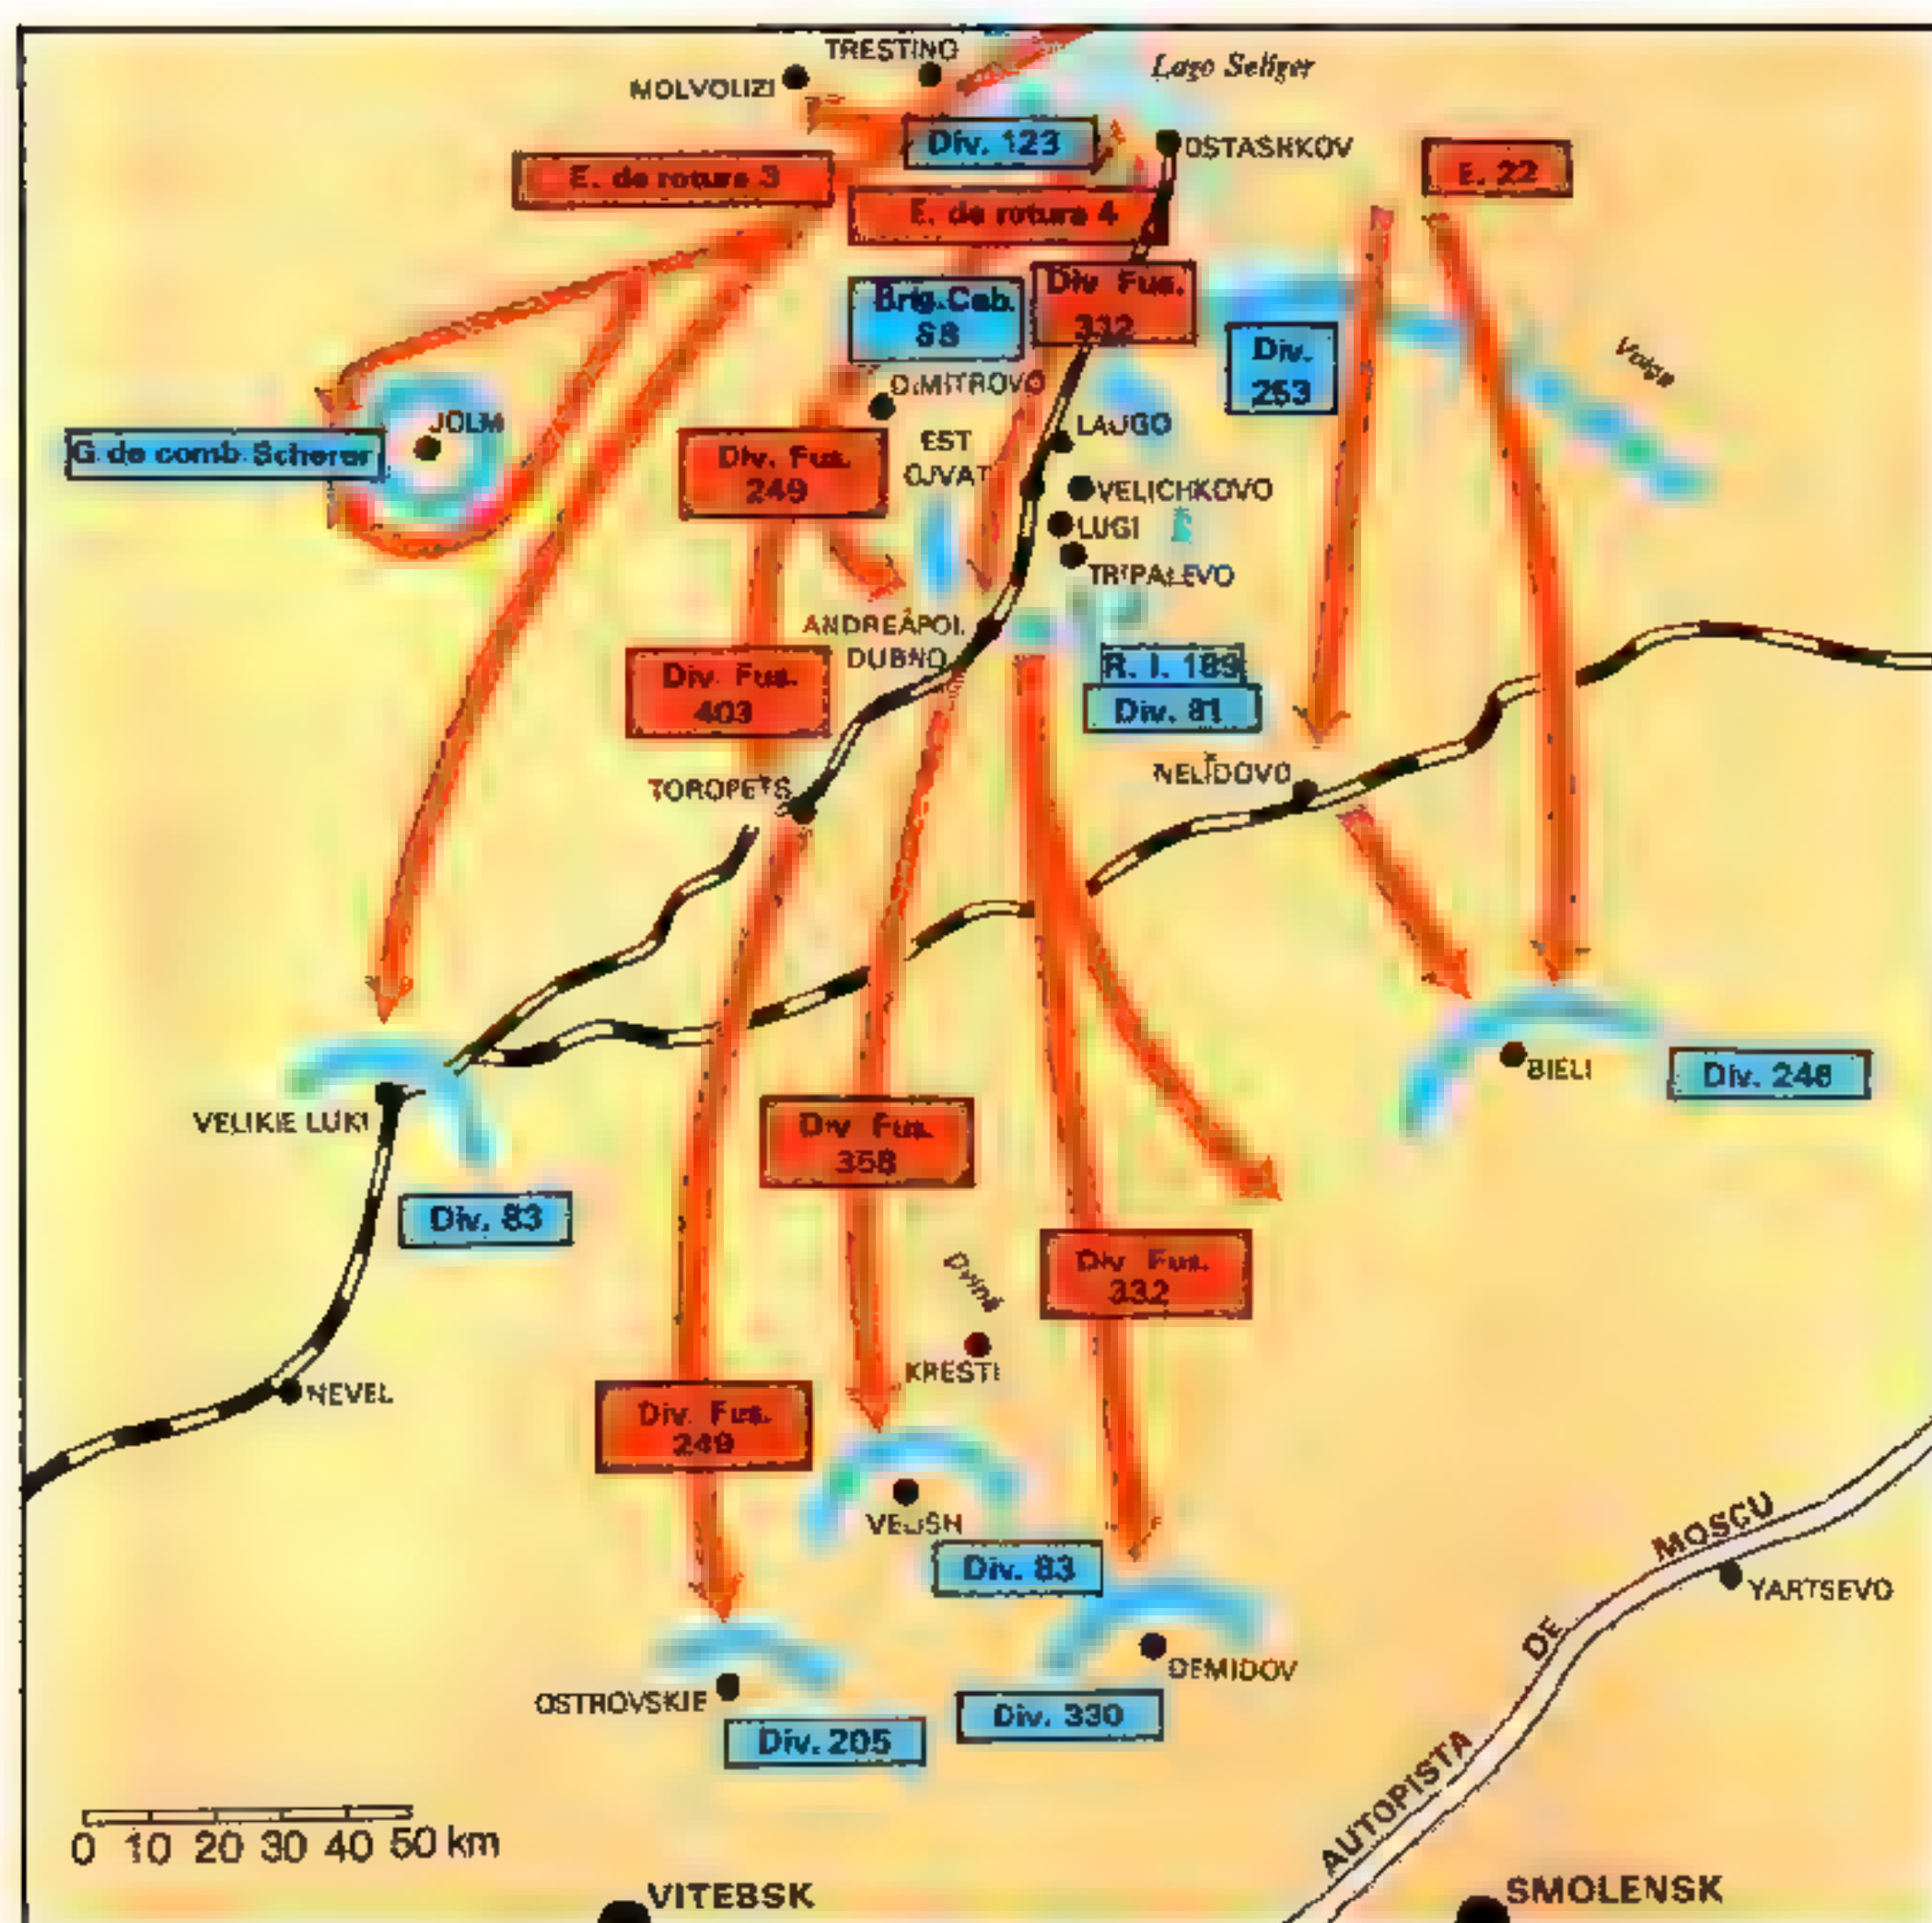 TRESTINO
Lago Seliger
MOLVOLIZI
Div. 123
OSTASHKOV
E. de rotura 3
E. 22
E. de rotura 4
Brig. Cab.
SS
Div. Fus.
332
Div.
253
Volga
DIMITROVO
JOLM
LAUGO
G. de comb. Scherer
EST
OJVAT
Div. Fus.
249
VELICHKOVO
LUGI
TRIPALEVO
ANDREÁPOL
DUBNO
R. I. 189
Div. Fus.
403
Div. 81
TOROPETS
NELIDOVO
BIELI
Div. 246
VELIKIE LUKI
Div. Fus.
358
Div. 83
Dvina
Div. Fus.
332
KRESTI
NEVEL
Div. Fus.
249
VELISH
MOSCU
Div. 83
YARTSEVO
DE
DEMIDOV
OSTROVSKIE
Div. 330
Div. 205
AUTOPISTA
0 10 20 30 40 50 km
VITEBSK
SMOLENSK